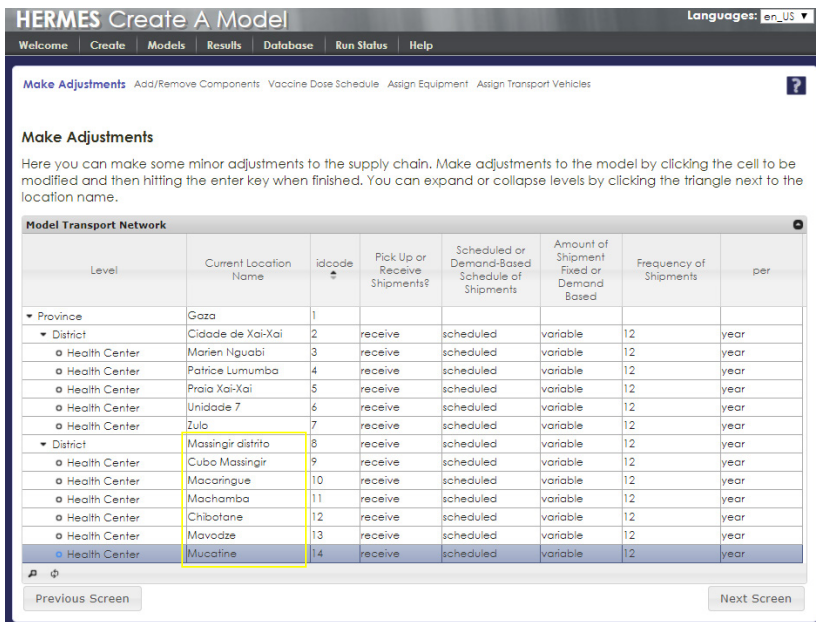 HERMES Create A Model
Languages: en_US ▼
Welcome Create Models Results Database Run Status Help
Make Adjustments Add/Remove Components Vaccine Dose Schedule Assign Equipment Assign Transport Vehicles
?
Make Adjustments
Here you can make some minor adjustments to the supply chain. Make adjustments to the model by clicking the cell to be
modified and then hitting the enter key when finished. You can expand or collapse levels by clicking the triangle next to the
location name.
Model Transport Network
Level Current Location Name idcode Pick Up or Receive Shipments? Scheduled or Demand-Based Schedule of Shipments Amount of Shipment Fixed or Demand Based Frequency of Shipments per
Province Gaza 1
District Cidade de Xai-Xai 2 receive scheduled variable 12 year
Health Center Marien Nguabi 3 receive scheduled variable 12 year
Health Center Patrice Lumumba 4 receive scheduled variable 12 year
Health Center Praia Xai-Xai 5 receive scheduled variable 12 year
Health Center Unidade 7 6 receive scheduled variable 12 year
Health Center Zulo 7 receive scheduled variable 12 year
District Massingir distrito 8 receive scheduled variable 12 year
Health Center Cubo Massingir 9 receive scheduled variable 12 year
Health Center Macaringue 10 receive scheduled variable 12 year
Health Center Machamba 11 receive scheduled variable 12 year
Health Center Chibotane 12 receive scheduled variable 12 year
Health Center Mavodze 13 receive scheduled variable 12 year
Health Center Mucatine 14 receive scheduled variable 12 year
Previous Screen Next Screen